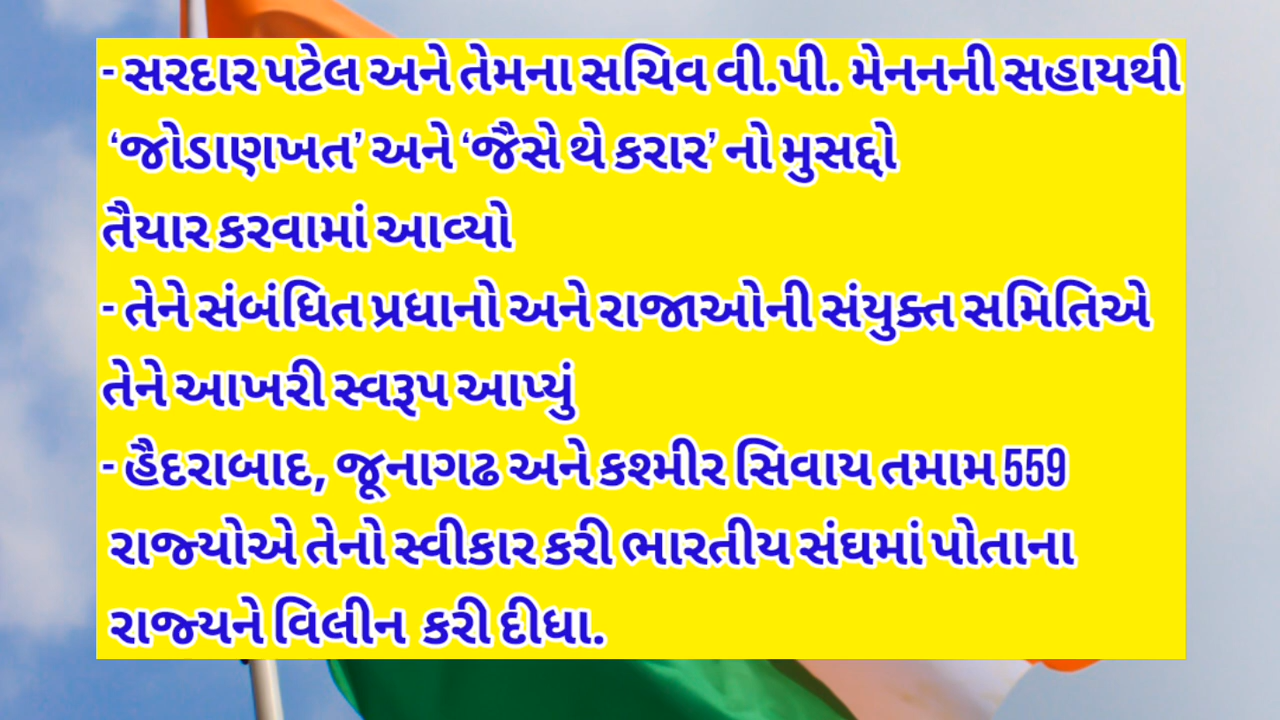 - સરદાર પટેલ અને તેમના સચિવ વી.પી. મેનનની સહાયથી
‘જોડાણખત’ અને ‘જૈસે થે કરાર’ નો મુસદ્દો
તૈયાર કરવામાં આવ્યો
- તેને સંબંધિત પ્રધાનો અને રાજાઓની સંયુક્ત સમિતિએ
તેને આખરી સ્વરૂપ આપ્યું
- હૈદરાબાદ, જૂનાગઢ અને કશ્મીર સિવાય તમામ 559
રાજ્યોએ તેનો સ્વીકાર કરી ભારતીય સંઘમાં પોતાના
રાજ્યને વિલીન કરી દીધા.